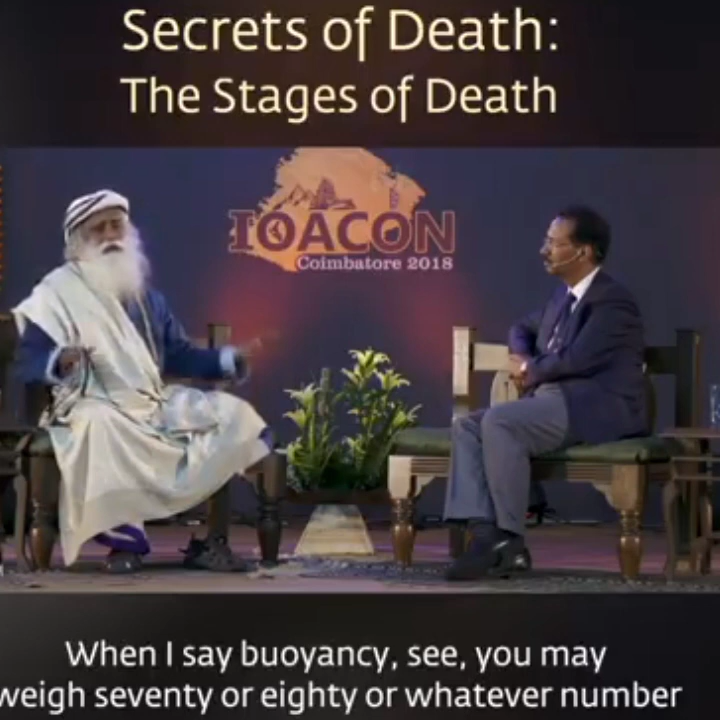 Secrets of Death:
The Stages of Death
IOACON
Coimbatore 2018
When I say buoyancy, see, you may
weigh seventy or eighty or whatever number